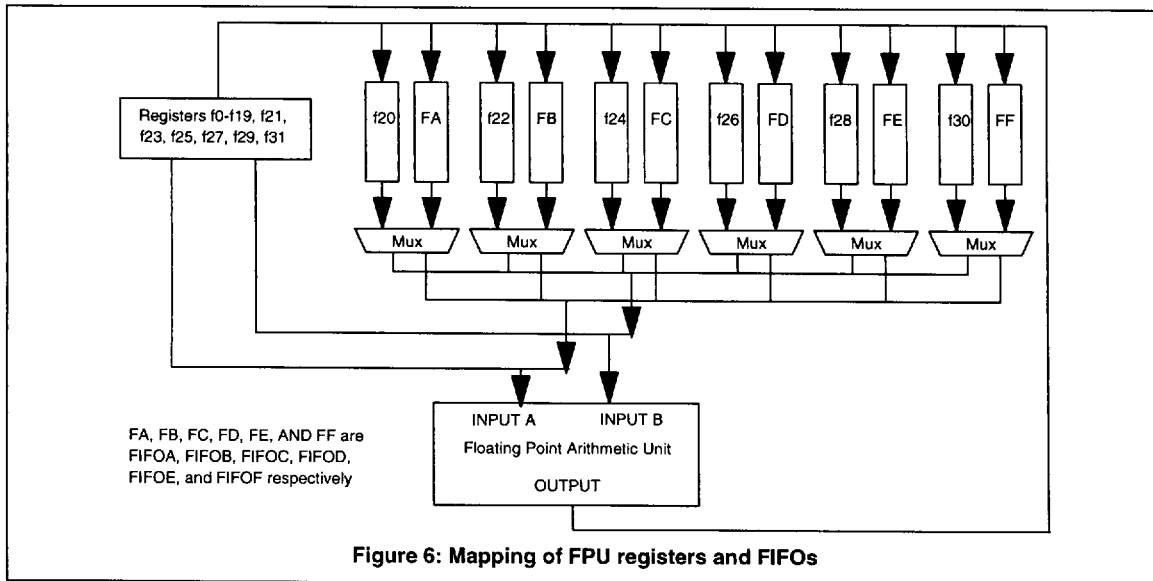 Registers f0-f19, f21,
f23, f25, f27, f29, f31
f20 FA f22 FB f24 FC f26 FD f28 FE f30 FF
Mux Mux Mux Mux Mux Mux
INPUT A INPUT B
Floating Point Arithmetic Unit
OUTPUT
FA, FB, FC, FD, FE, AND FF are
FIFOA, FIFOB, FIFOC, FIFOD,
FIFOE, and FIFOF respectively
Figure 6: Mapping of FPU registers and FIFOs